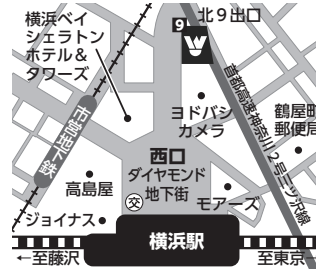 横浜ベイ
シェラトン
ホテル&
タワーズ
9
北9出口
市営地下鉄
ヨドバシ
カメラ
首都高速神奈川2号三ツ沢線
鶴屋町
郵便局
西口
ダイヤモンド
地下街
高島屋
交
モアーズ
ジョイナス
横浜駅
←至藤沢
至東京